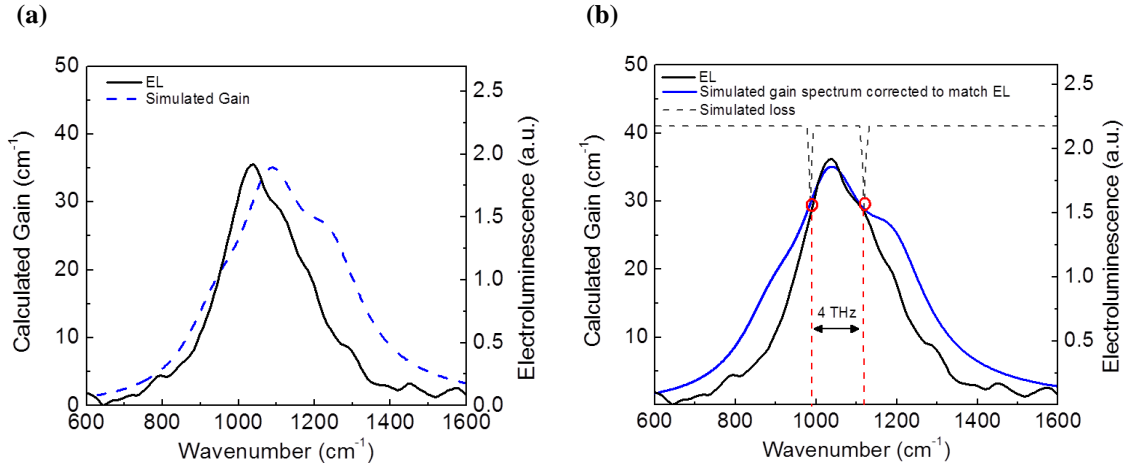 (a)
50
40
30
20
10
0
Calculated Gain (cm-1)
600 800 1000 1200 1400 1600
Wavenumber (cm-1)
2.5
2.0
1.5
1.0
0.5
0.0
Electroluminescence (a.u.)
EL
Simulated Gain
(b)
50
40
30
20
10
0
Calculated Gain (cm-1)
600 800 1000 1200 1400 1600
Wavenumber (cm-1)
2.5
2.0
1.5
1.0
0.5
Electroluminescence (a.u.)
EL
Simulated gain spectrum corrected to match EL
Simulated loss
4 THz